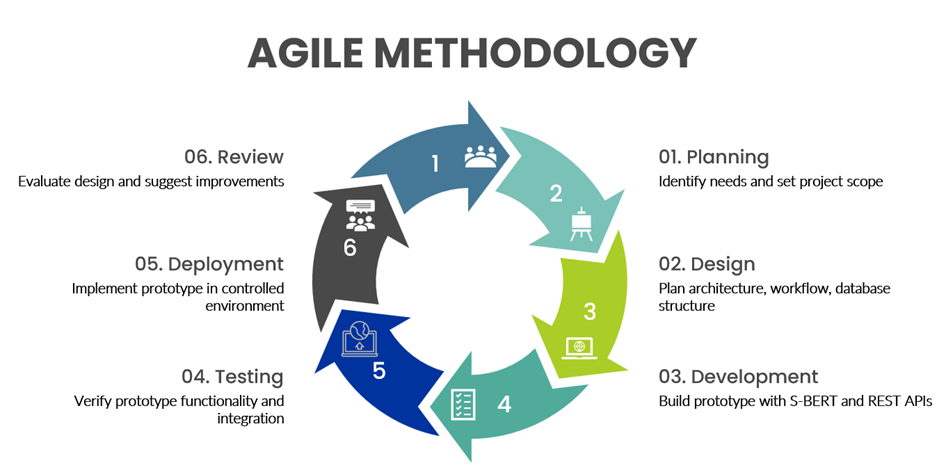 AGILE METHODOLOGY
01. Planning
Identify needs and set project scope
02. Design
Plan architecture, workflow, database
structure
03. Development
Build prototype with S-BERT and REST APIs
04. Testing
Verify prototype functionality and
integration
05. Deployment
Implement prototype in controlled
environment
06. Review
Evaluate design and suggest improvements
1
2
3
4
5
6